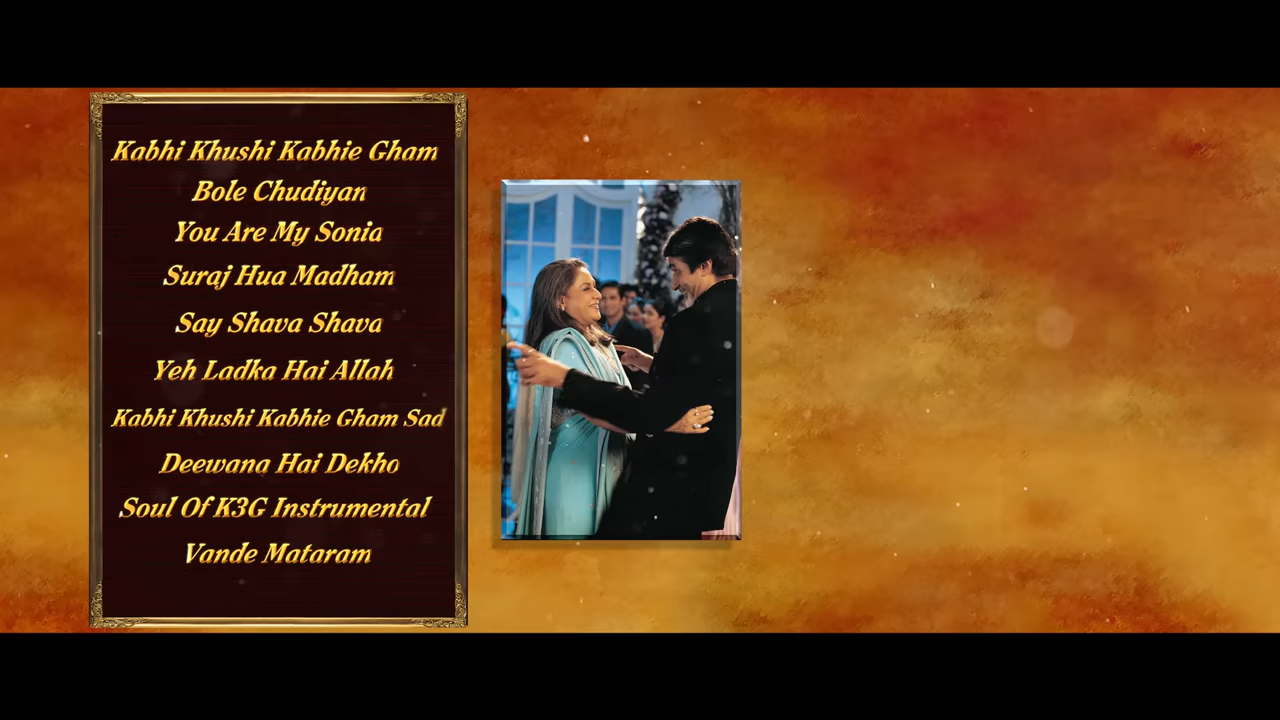 Kabhi Khushi Kabhie Gham
Bole Chudiyan
You Are My Sonia
Suraj Hua Madham
Say Shava Shava
Yeh Ladka Hai Allah
Kabhi Khushi Kabhie Gham Sad
Deewana Hai Dekho
Soul Of K3G Instrumental
Vande Mataram